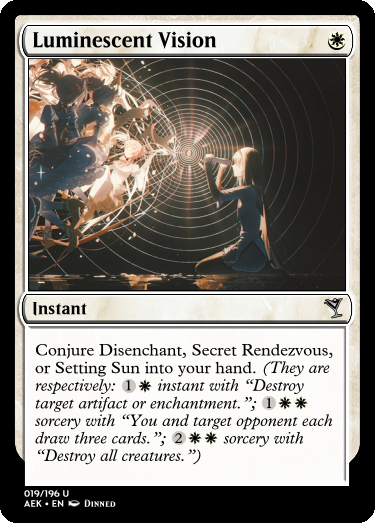 Luminescent Vision
Instant
Conjure Disenchant, Secret Rendezvous,
or Setting Sun into your hand. (They are
respectively: 1 instant with “Destroy
target artifact or enchantment.”; 1
sorcery with “You and target opponent each
draw three cards.”; 2 sorcery with
“Destroy all creatures.”)
019/196 U
AEK • EN Dinned